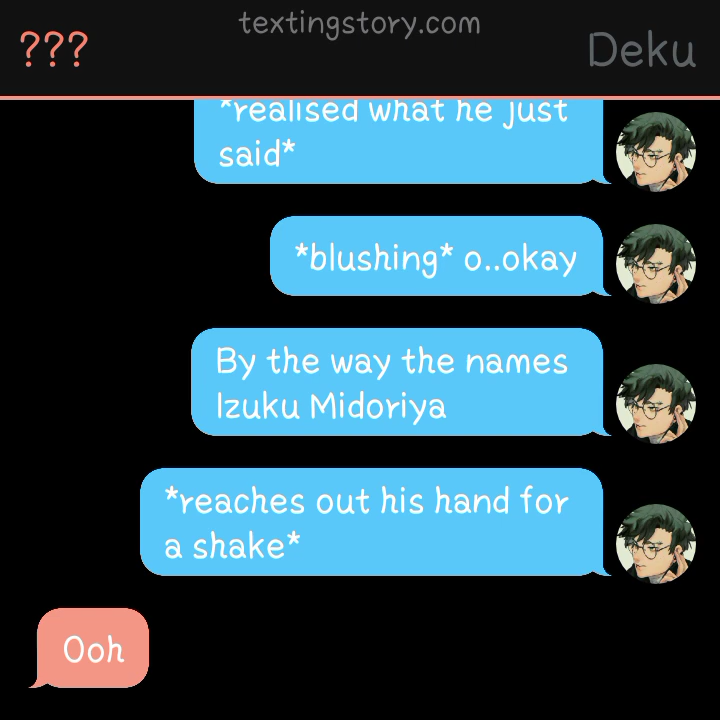 textingstory.com
??? Deku
*realised what he just
said*
*blushing* o..okay
By the way the names
Izuku Midoriya
*reaches out his hand for
a shake*
Ooh